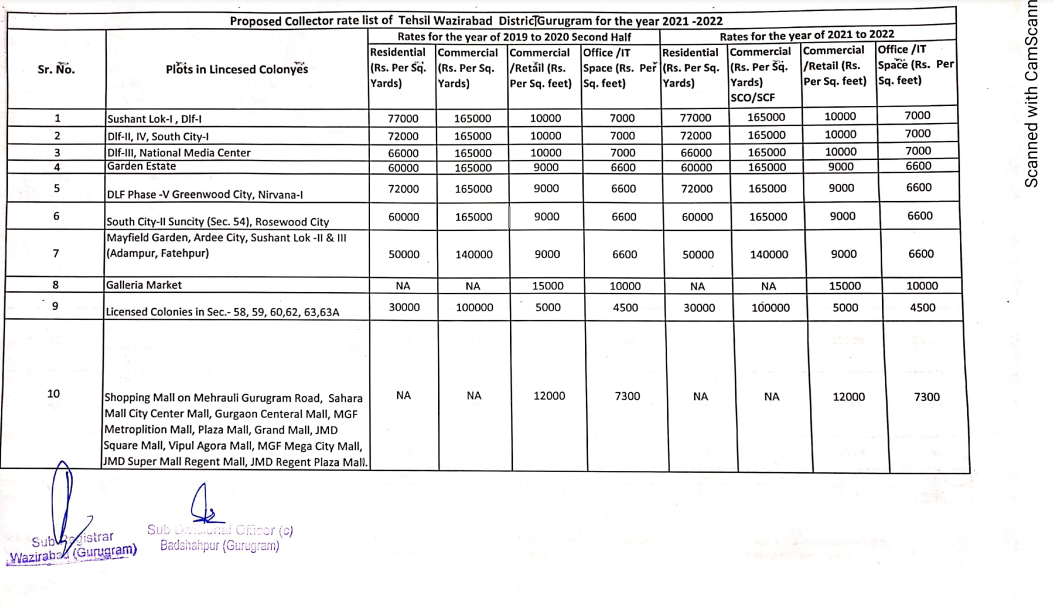 Proposed Collector rate list of Tehsil Wazirabad DistricGurugram for the year 2021 -2022
Rates for the year of 2019 to 2020 Second Half Rates for the year of 2021 to 2022
Sr. No. Plots in Lincesed Colonyes Residential (Rs. Per Sq. Yards) Commercial (Rs. Per Sq. Yards) Commercial /Retail (Rs. Per Sq. feet) Office /IT Space (Rs. Per Sq. feet) Residential (Rs. Per Sq. Yards) Commercial (Rs. Per Sq. Yards) SCO/SCF Commercial /Retail (Rs. Per Sq. feet) Office /IT Space (Rs. Per Sq. feet)
1 Sushant Lok-I , Dlf-I 77000 165000 10000 7000 77000 165000 10000 7000
2 Dlf-II, IV, South City-I 72000 165000 10000 7000 72000 165000 10000 7000
3 Dlf-III, National Media Center 66000 165000 10000 7000 66000 165000 10000 7000
4 Garden Estate 60000 165000 9000 6600 60000 165000 9000 6600
5 DLF Phase -V Greenwood City, Nirvana-I 72000 165000 9000 6600 72000 165000 9000 6600
6 South City-II Suncity (Sec. 54), Rosewood City 60000 165000 9000 6600 60000 165000 9000 6600
7 Mayfield Garden, Ardee City, Sushant Lok -II & III
(Adampur, Fatehpur) 50000 140000 9000 6600 50000 140000 9000 6600
8 Galleria Market NA NA 15000 10000 NA NA 15000 10000
9 Licensed Colonies in Sec.- 58, 59, 60,62, 63,63A 30000 100000 5000 4500 30000 100000 5000 4500
10 Shopping Mall on Mehrauli Gurugram Road, Sahara NA NA 12000 7300 NA NA 12000 7300
Mall City Center Mall, Gurgaon Centeral Mall, MGF
Metroplition Mall, Plaza Mall, Grand Mall, JMD
Square Mall, Vipul Agora Mall, MGF Mega City Mall,
JMD Super Mall Regent Mall, JMD Regent Plaza Mall.
Sub Registrar
Wazirabad (Gurugram)
Sub Divisional Officer (c)
Badshahpur (Gurugram)
Scanned with CamScann